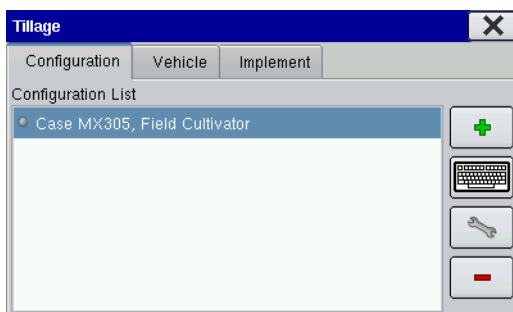 Tillage
Configuration Vehicle Implement
Configuration List
Case MX305, Field Cultivator